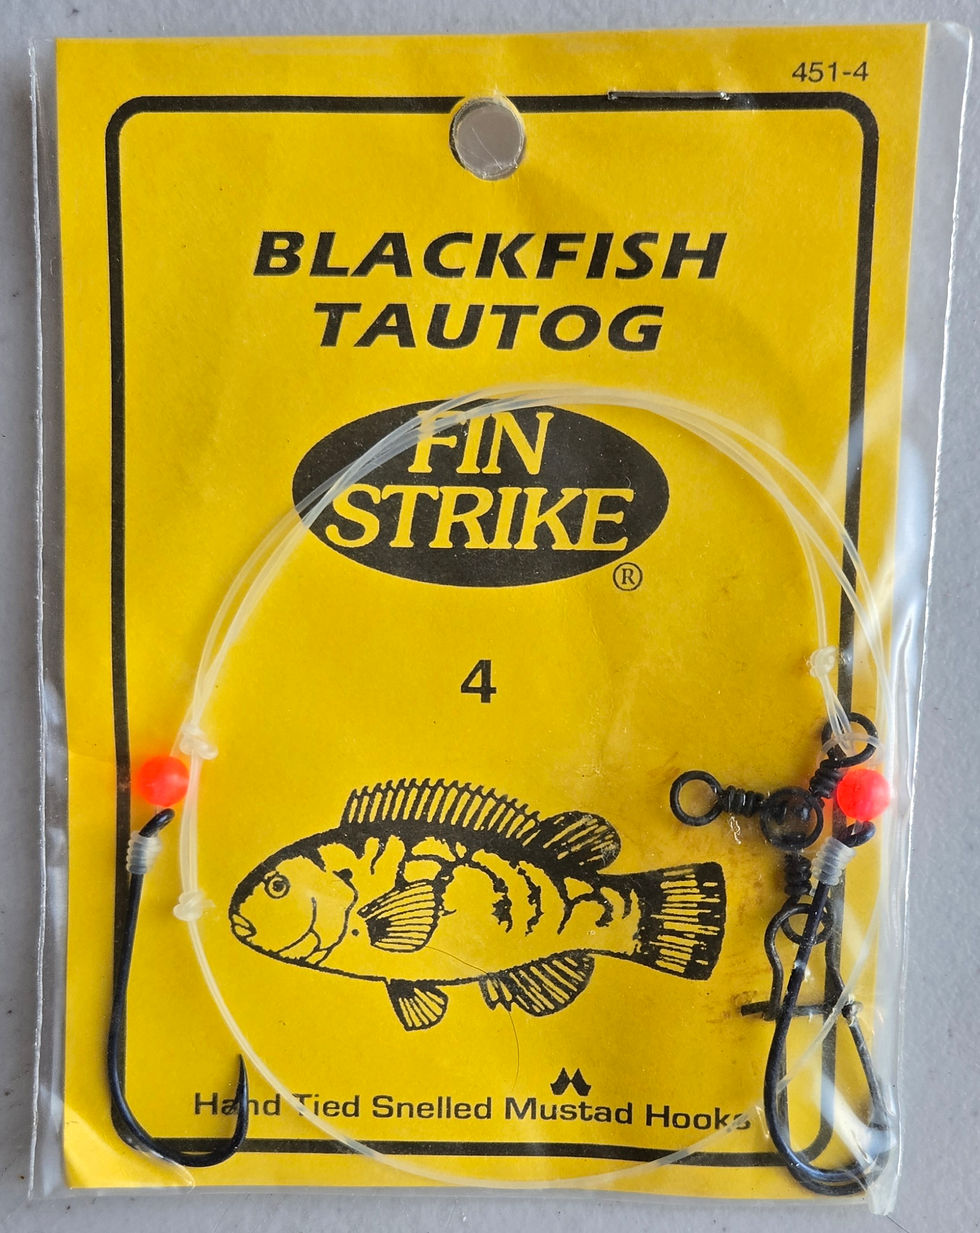 451-4
BLACKFISH
TAUTOG
FIN
STRIKE
®
4
Hand Tied Snelled Mustad Hooks